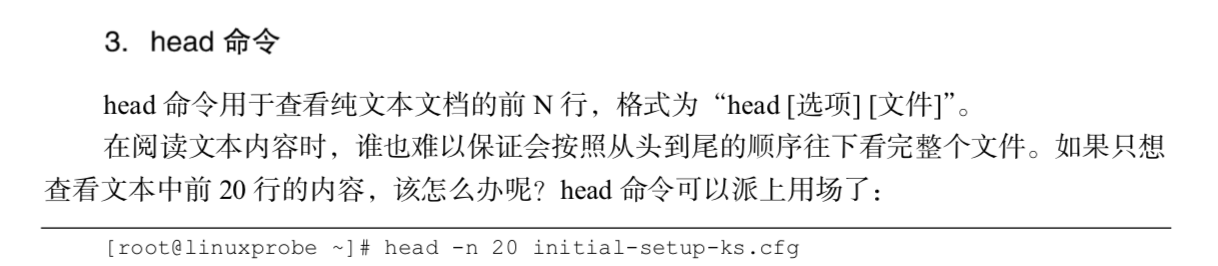 3. head 命令
head 命令用于查看纯文本文档的前 N 行，格式为“head [选项] [文件]”。
在阅读文本内容时，谁也难以保证会按照从头到尾的顺序往下看完整个文件。如果只想
查看文本中前 20 行的内容，该怎么办呢？head 命令可以派上用场了：
[root@linuxprobe ~]# head -n 20 initial-setup-ks.cfg